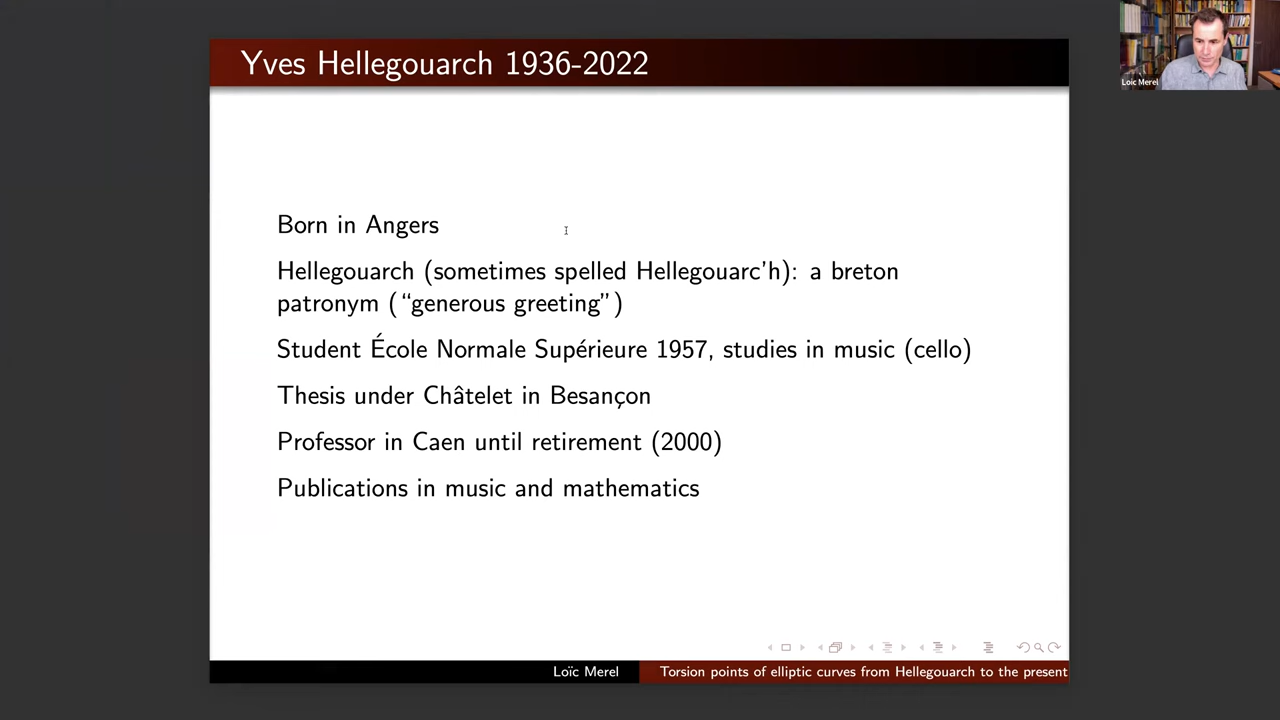 Yves Hellegouarch 1936-2022
Loïc Merel
Born in Angers
Hellegouarch (sometimes spelled Hellegouarc'h): a breton
patronym (“generous greeting”)
Student École Normale Supérieure 1957, studies in music (cello)
Thesis under Châtelet in Besançon
Professor in Caen until retirement (2000)
Publications in music and mathematics
Loïc Merel
Torsion points of elliptic curves from Hellegouarch to the present